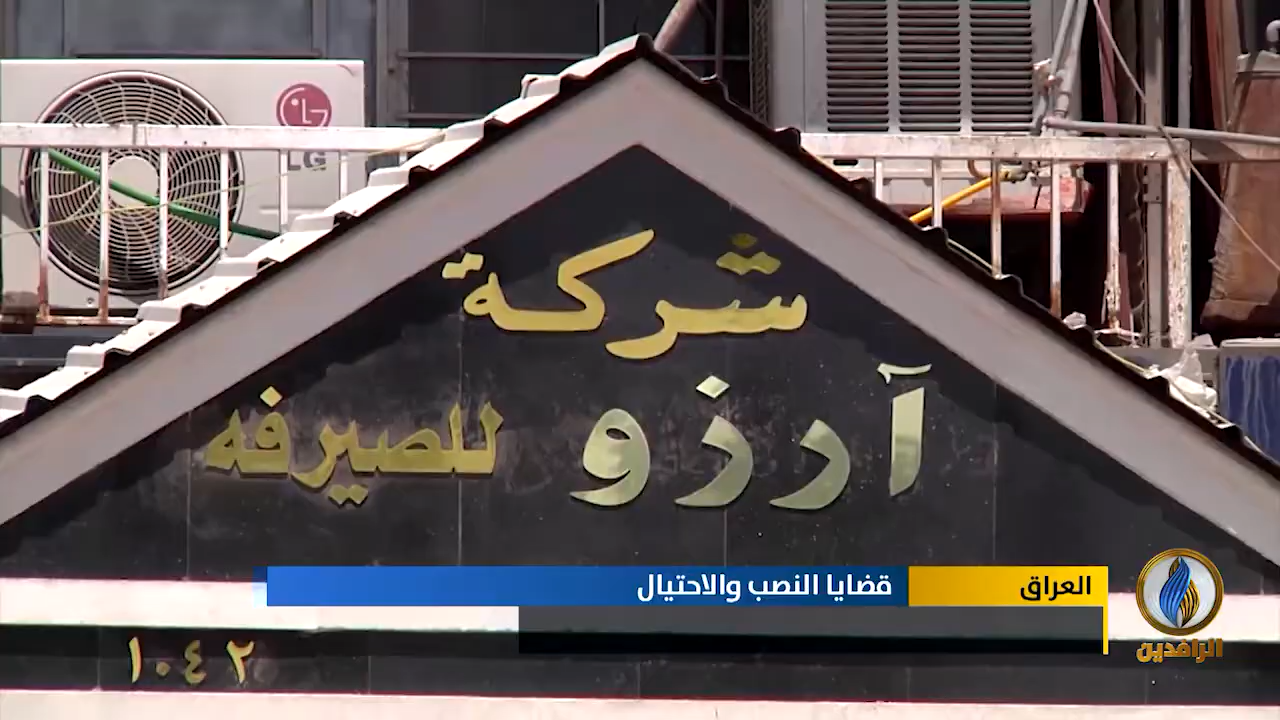 LG
شركة
آرزو للصيرفه
العراق
قضايا النصب والاحتيال
الرافدين
١٠٤٢